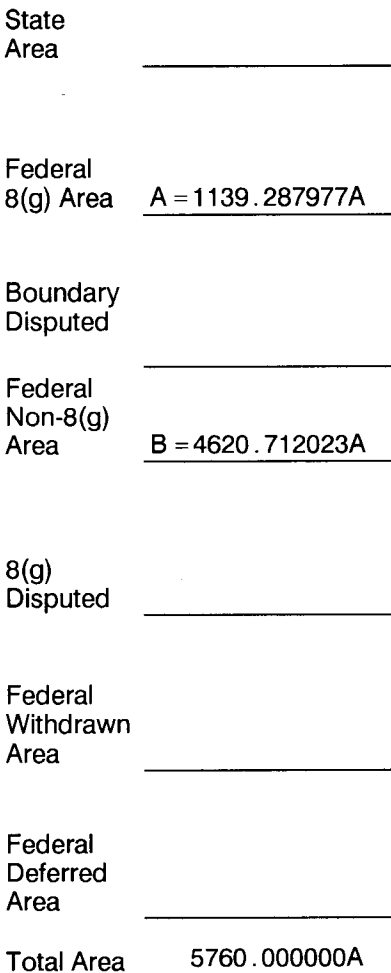 State
Area
Federal
8(g) Area A = 1139.287977A
Boundary
Disputed
Federal
Non-8(g)
Area B = 4620.712023A
8(g)
Disputed
Federal
Withdrawn
Area
Federal
Deferred
Area
Total Area 5760.000000A